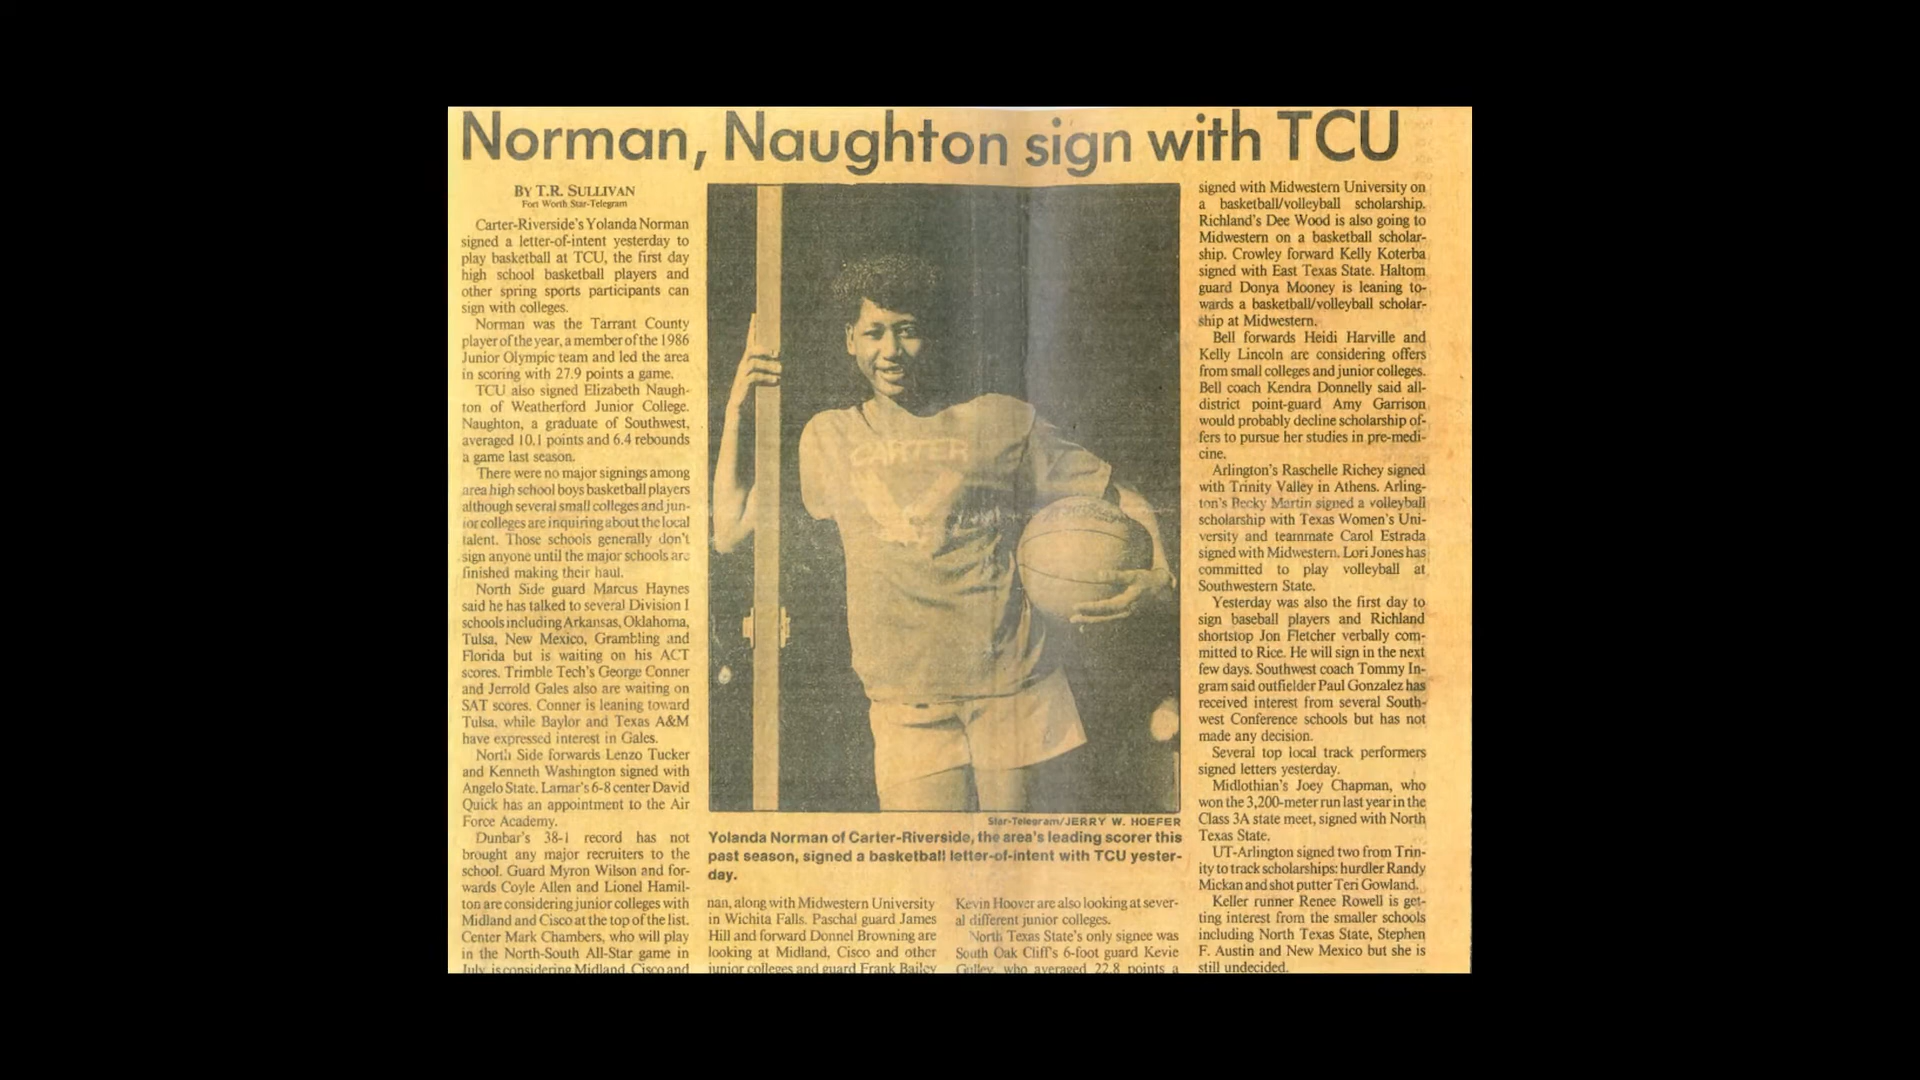 Norman, Naughton sign with TCU
BY T.R. SULLIVAN
Fort Worth Star-Telegram
Carter-Riverside's Yolanda Norman
signed a letter-of-intent yesterday to
play basketball at TCU, the first day
high school basketball players and
other spring sports participants can
sign with colleges.
Norman was the Tarrant County
player of the year, a member of the 1986
Junior Olympic team and led the area
in scoring with 27.9 points a game.
TCU also signed Elizabeth Naugh-
ton of Weatherford Junior College.
Naughton, a graduate of Southwest,
averaged 10.1 points and 6.4 rebounds
a game last season.
There were no major signings among
area high school boys basketball players
although several small colleges and jun-
ior colleges are inquiring about the local
talent. Those schools generally don't
sign anyone until the major schools are
finished making their haul.
North Side guard Marcus Haynes
said he has talked to several Division I
schools including Arkansas, Oklahoma,
Tulsa, New Mexico, Grambling and
Florida but is waiting on his ACT
scores. Trimble Tech's George Conner
and Jerrold Gales also are waiting on
SAT scores. Conner is leaning toward
Tulsa, while Baylor and Texas A&M
have expressed interest in Gales.
North Side forwards Lenzo Tucker
and Kenneth Washington signed with
Angelo State. Lamar's 6-8 center David
Quick has an appointment to the Air
Force Academy.
Dunbar's 38-1 record has not
brought any major recruiters to the
school. Guard Myron Wilson and for-
wards Coyle Allen and Lionel Hamil-
ton are considering junior colleges with
Midland and Cisco at the top of the list.
Center Mark Chambers, who will play
in the North-South All-Star game in
July, is considering Midland, Cisco and
CARTER
Star-Telegram/JERRY W. HOEFER
Yolanda Norman of Carter-Riverside, the area's leading scorer this
past season, signed a basketball letter-of-intent with TCU yester-
day.
nan, along with Midwestern University
in Wichita Falls. Paschal guard James
Hill and forward Donnel Browning are
looking at Midland, Cisco and other
junior colleges and guard Frank Bailey
Kevin Hoover are also looking at sever-
al different junior colleges.
North Texas State's only signee was
South Oak Cliff's 6-foot guard Kevie
Gulley, who averaged 22.8 points a
signed with Midwestern University on
a basketball/volleyball scholarship.
Richland's Dee Wood is also going to
Midwestern on a basketball scholar-
ship. Crowley forward Kelly Koterba
signed with East Texas State. Haltom
guard Donya Mooney is leaning to-
wards a basketball/volleyball scholar-
ship at Midwestern.
Bell forwards Heidi Harville and
Kelly Lincoln are considering offers
from small colleges and junior colleges.
Bell coach Kendra Donnelly said all-
district point-guard Amy Garrison
would probably decline scholarship of-
fers to pursue her studies in pre-medi-
cine.
Arlington's Raschelle Richey signed
with Trinity Valley in Athens. Arling-
ton's Becky Martin signed a volleyball
scholarship with Texas Women's Uni-
versity and teammate Carol Estrada
signed with Midwestern. Lori Jones has
committed to play volleyball at
Southwestern State.
Yesterday was also the first day to
sign baseball players and Richland
shortstop Jon Fletcher verbally com-
mitted to Rice. He will sign in the next
few days. Southwest coach Tommy In-
gram said outfielder Paul Gonzalez has
received interest from several South-
west Conference schools but has not
made any decision.
Several top local track performers
signed letters yesterday.
Midlothian's Joey Chapman, who
won the 3,200-meter run last year in the
Class 3A state meet, signed with North
Texas State.
UT-Arlington signed two from Trin-
ity to track scholarships: hurdler Randy
Mickan and shot putter Teri Gowland.
Keller runner Renee Rowell is get-
ting interest from the smaller schools
including North Texas State, Stephen
F. Austin and New Mexico but she is
still undecided.